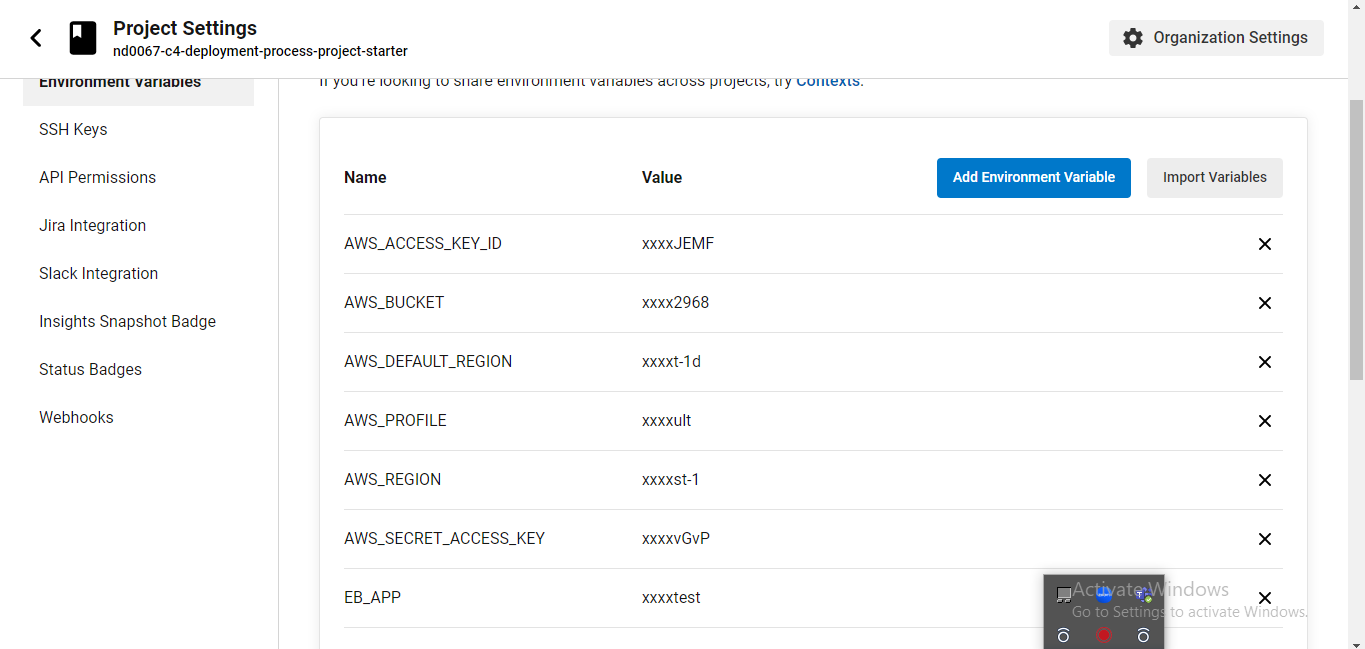 Project Settings
nd0067-c4-deployment-process-project-starter
Organization Settings
Environment Variables
SSH Keys
API Permissions
Jira Integration
Slack Integration
Insights Snapshot Badge
Status Badges
Webhooks
If you're looking to share environment variables across projects, try Contexts.
Name Value Add Environment Variable Import Variables
AWS_ACCESS_KEY_ID xxxxJEMF
AWS_BUCKET xxxx2968
AWS_DEFAULT_REGION xxxxt-1d
AWS_PROFILE xxxxult
AWS_REGION xxxxst-1
AWS_SECRET_ACCESS_KEY xxxxvGvP
EB_APP xxxxtest
Activate Windows
Go to Settings to activate Windows.